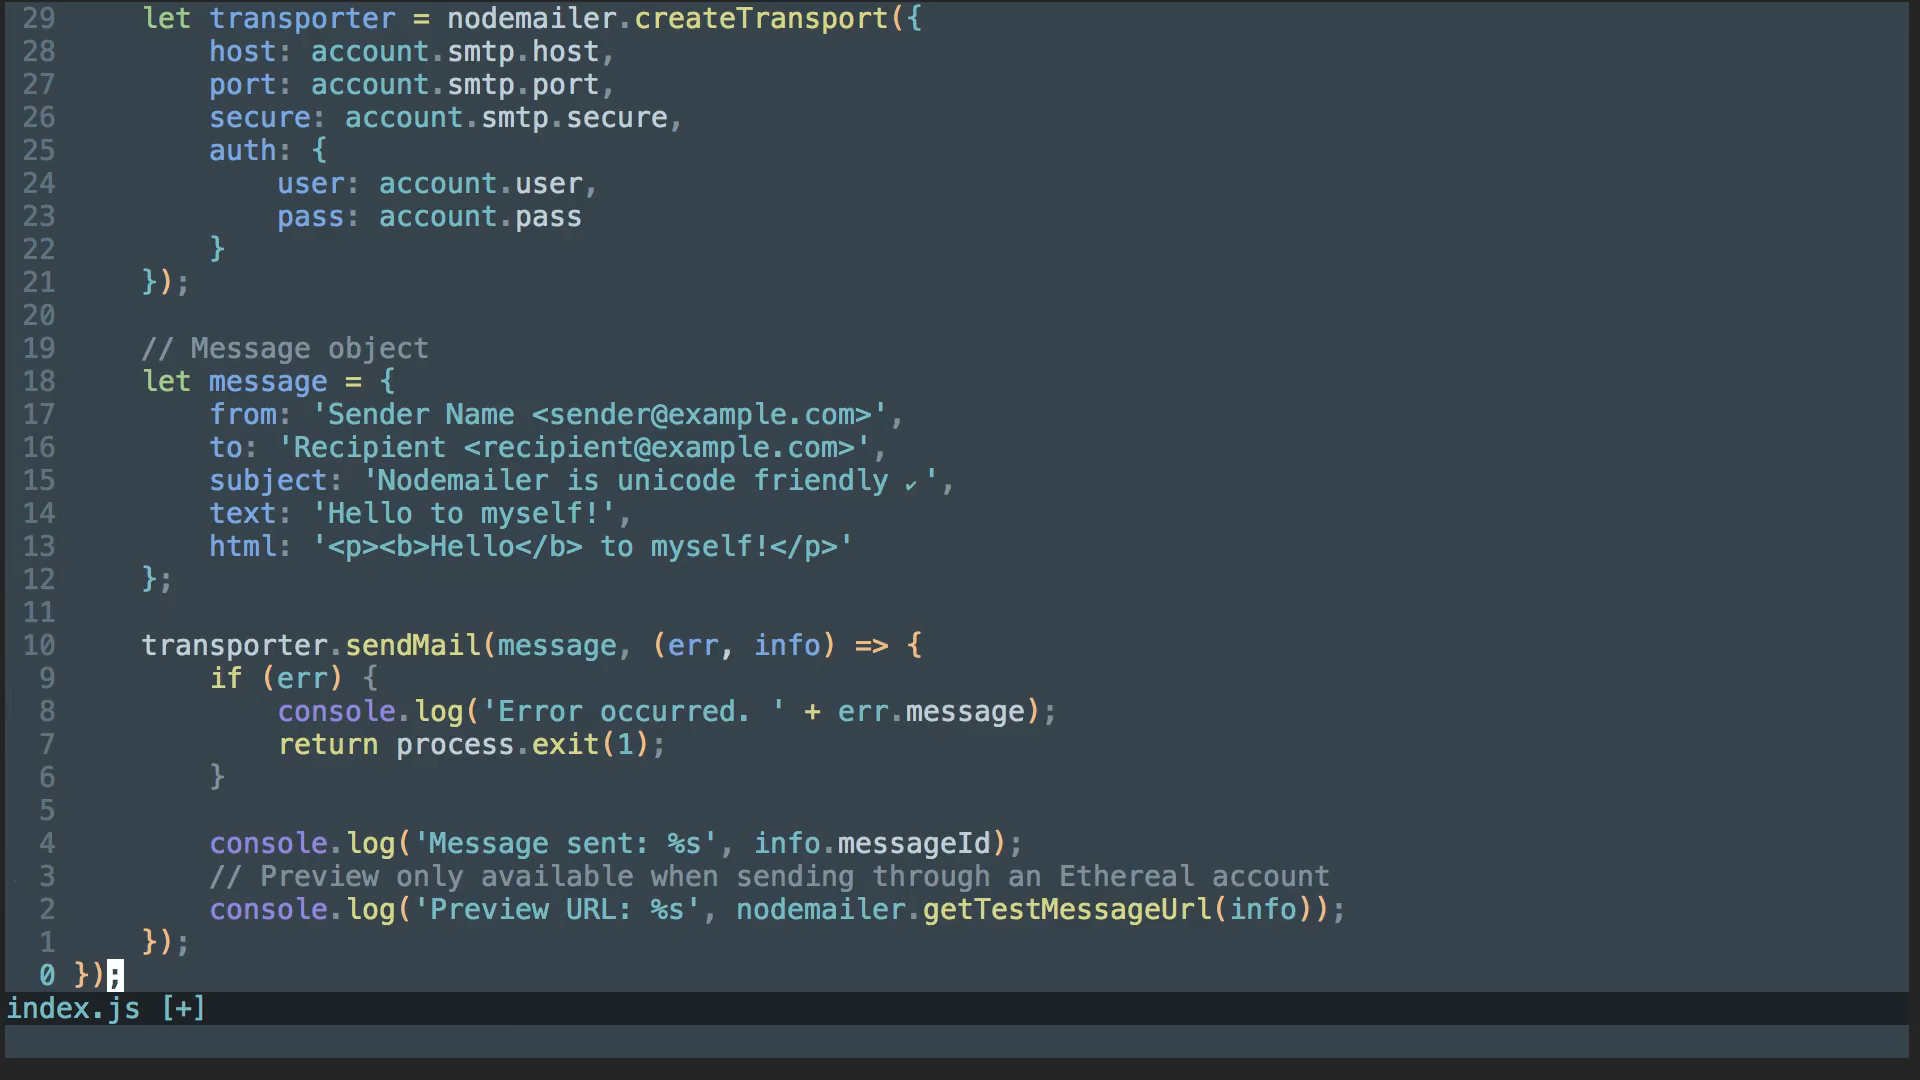 29     let transporter = nodemailer.createTransport({
28         host: account.smtp.host,
27         port: account.smtp.port,
26         secure: account.smtp.secure,
25         auth: {
24             user: account.user,
23             pass: account.pass
22         }
21     });
20
19     // Message object
18     let message = {
17         from: 'Sender Name <sender@example.com>',
16         to: 'Recipient <recipient@example.com>',
15         subject: 'Nodemailer is unicode friendly ✔',
14         text: 'Hello to myself!',
13         html: '<p><b>Hello</b> to myself!</p>'
12     };
11
10     transporter.sendMail(message, (err, info) => {
 9         if (err) {
 8             console.log('Error occurred. ' + err.message);
 7             return process.exit(1);
 6         }
 5
 4         console.log('Message sent: %s', info.messageId);
 3         // Preview only available when sending through an Ethereal account
 2         console.log('Preview URL: %s', nodemailer.getTestMessageUrl(info));
 1     });
 0 });
index.js [+]